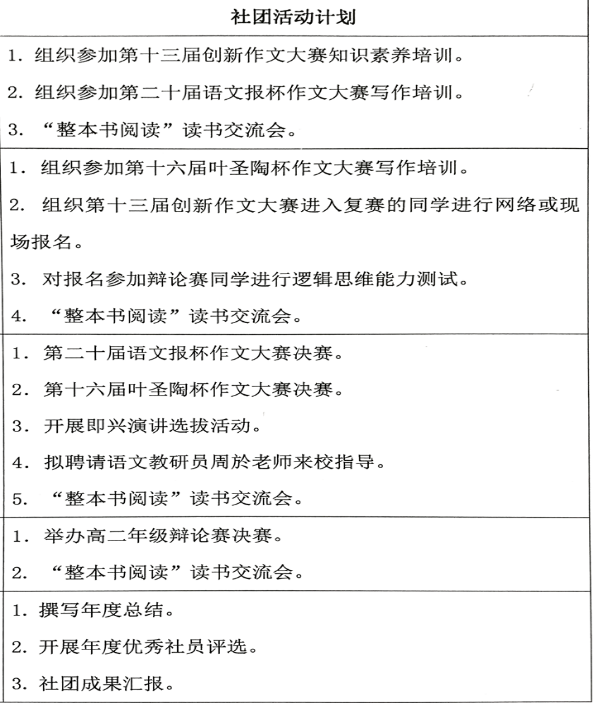 社团活动计划
1. 组织参加第十三届创新作文大赛知识素养培训。
2. 组织参加第二十届语文报杯作文大赛写作培训。
3. “整本书阅读”读书交流会。
1. 组织参加第十六届叶圣陶杯作文大赛写作培训。
2. 组织第十三届创新作文大赛进入复赛的同学进行网络或现
场报名。
3. 对报名参加辩论赛同学进行逻辑思维能力测试。
4. “整本书阅读”读书交流会。
1. 第二十届语文报杯作文大赛决赛。
2. 第十六届叶圣陶杯作文大赛决赛。
3. 开展即兴演讲选拔活动。
4. 拟聘请语文教研员周於老师来校指导。
5. “整本书阅读”读书交流会。
1. 举办高二年级辩论赛决赛。
2. “整本书阅读”读书交流会。
1. 撰写年度总结。
2. 开展年度优秀社员评选。
3. 社团成果汇报。